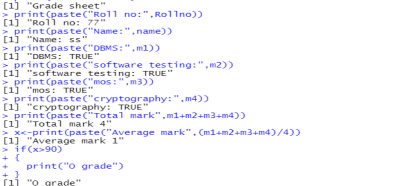 [1] "Grade sheet"
> print(paste("Roll no:",Rollno))
[1] "Roll no: 77"
> print(paste("Name:",name))
[1] "Name: ss"
> print(paste("DBMS:",m1))
[1] "DBMS: TRUE"
> print(paste("software testing:",m2))
[1] "software testing: TRUE"
> print(paste("mos:",m3))
[1] "mos: TRUE"
> print(paste("cryptography:",m4))
[1] "cryptography: TRUE"
> print(paste("Total mark",m1+m2+m3+m4))
[1] "Total mark 4"
> x<-print(paste("Average mark",(m1+m2+m3+m4)/4))
[1] "Average mark 1"
> if(x>90)
+ {
+   print("O grade")
+ }
[1] "O grade"